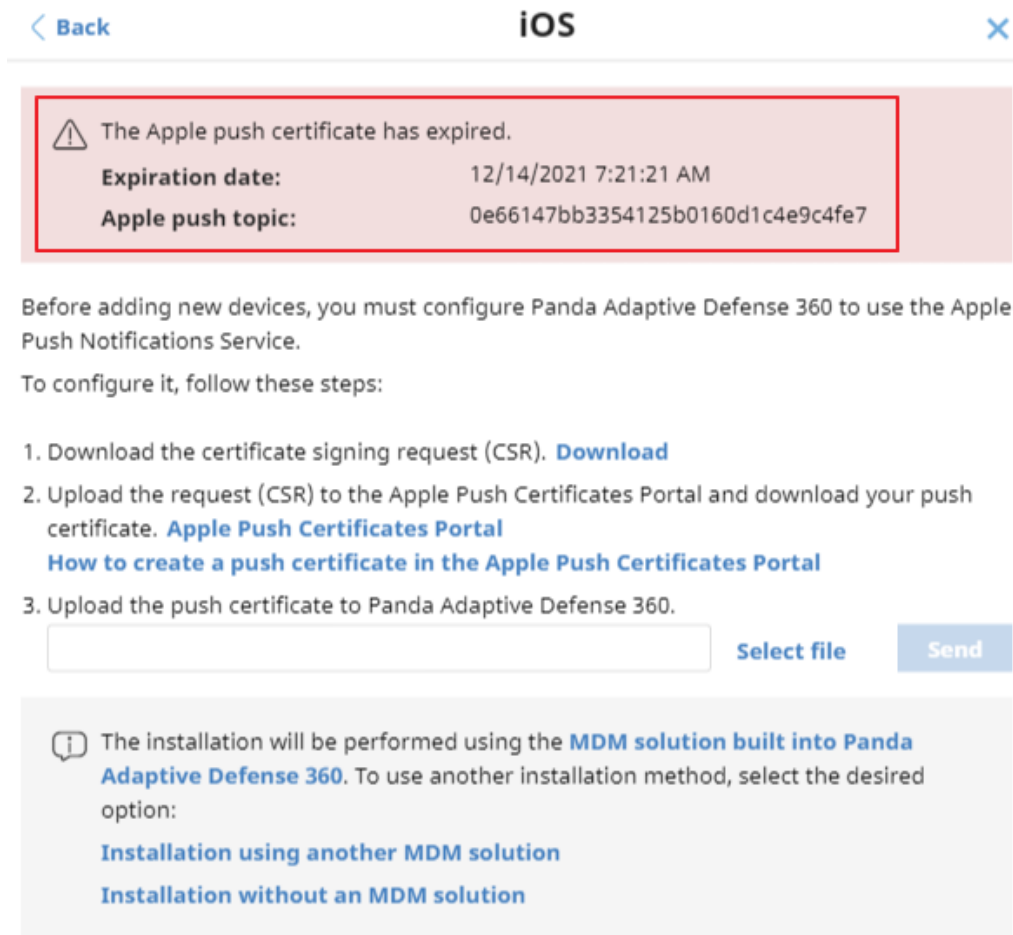 Back
iOS
The Apple push certificate has expired.
Expiration date: 12/14/2021 7:21:21 AM
Apple push topic: 0e66147bb3354125b0160d1c4e9c4fe7
Before adding new devices, you must configure Panda Adaptive Defense 360 to use the Apple
Push Notifications Service.
To configure it, follow these steps:
1. Download the certificate signing request (CSR). Download
2. Upload the request (CSR) to the Apple Push Certificates Portal and download your push
certificate. Apple Push Certificates Portal
How to create a push certificate in the Apple Push Certificates Portal
3. Upload the push certificate to Panda Adaptive Defense 360.
Select file Send
The installation will be performed using the MDM solution built into Panda
Adaptive Defense 360. To use another installation method, select the desired
option:
Installation using another MDM solution
Installation without an MDM solution